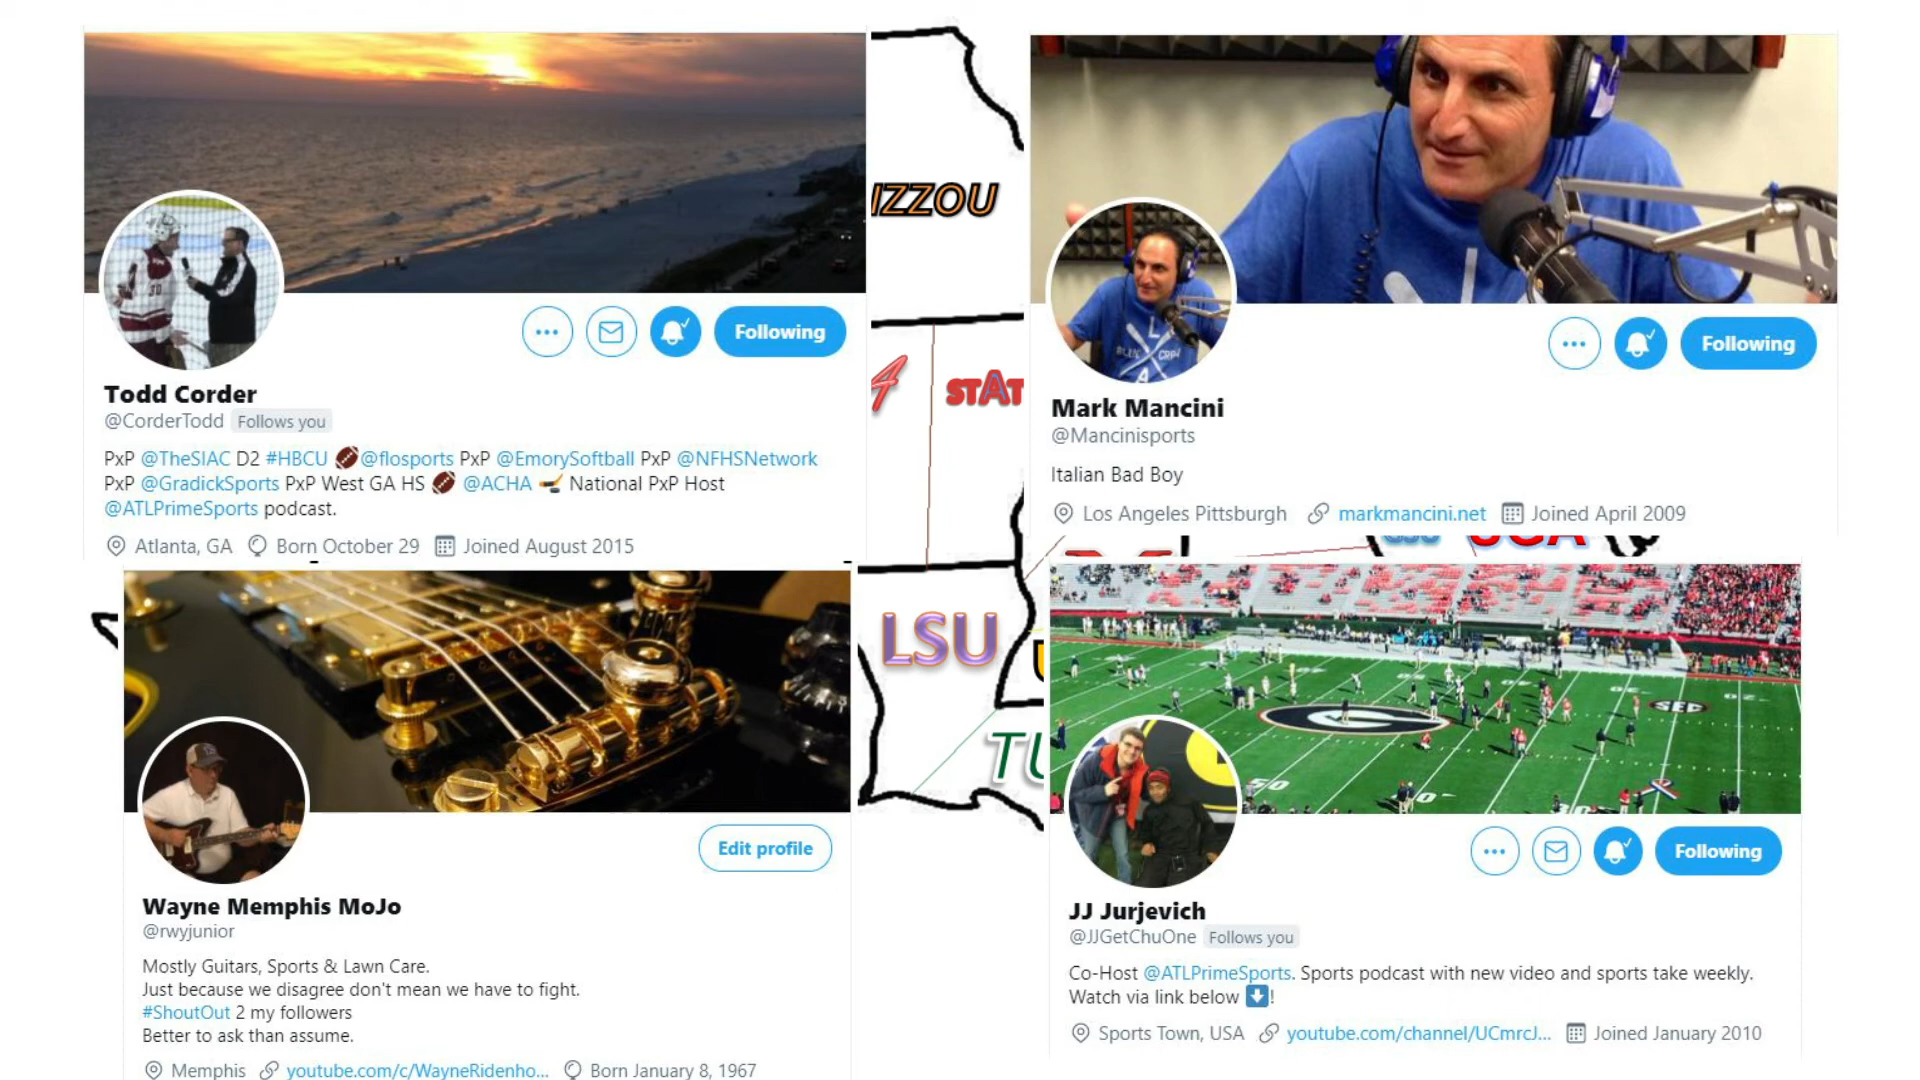 Following
Todd Corder
@CorderTodd Follows you
PxP @TheSIAC D2 #HBCU 🏈@flosports PxP @EmorySoftball PxP @NFHSNetwork
PxP @GradickSports PxP West GA HS 🏈 @ACHA 🏒 National PxP Host
@ATLPrimeSports podcast.
Atlanta, GA Born October 29 Joined August 2015
IZZOU
4
STAT
LSU
TU
Following
Mark Mancini
@Mancinisports
Italian Bad Boy
Los Angeles Pittsburgh markmancini.net Joined April 2009
UGA
Edit profile
Wayne Memphis MoJo
@rwyjunior
Mostly Guitars, Sports & Lawn Care.
Just because we disagree don't mean we have to fight.
#ShoutOut 2 my followers
Better to ask than assume.
Memphis youtube.com/c/WayneRidenho... Born January 8, 1967
SEC
Following
JJ Jurjevich
@JJGetChuOne Follows you
Co-Host @ATLPrimeSports. Sports podcast with new video and sports take weekly.
Watch via link below ⬇️!
Sports Town, USA youtube.com/channel/UCmrcJ... Joined January 2010